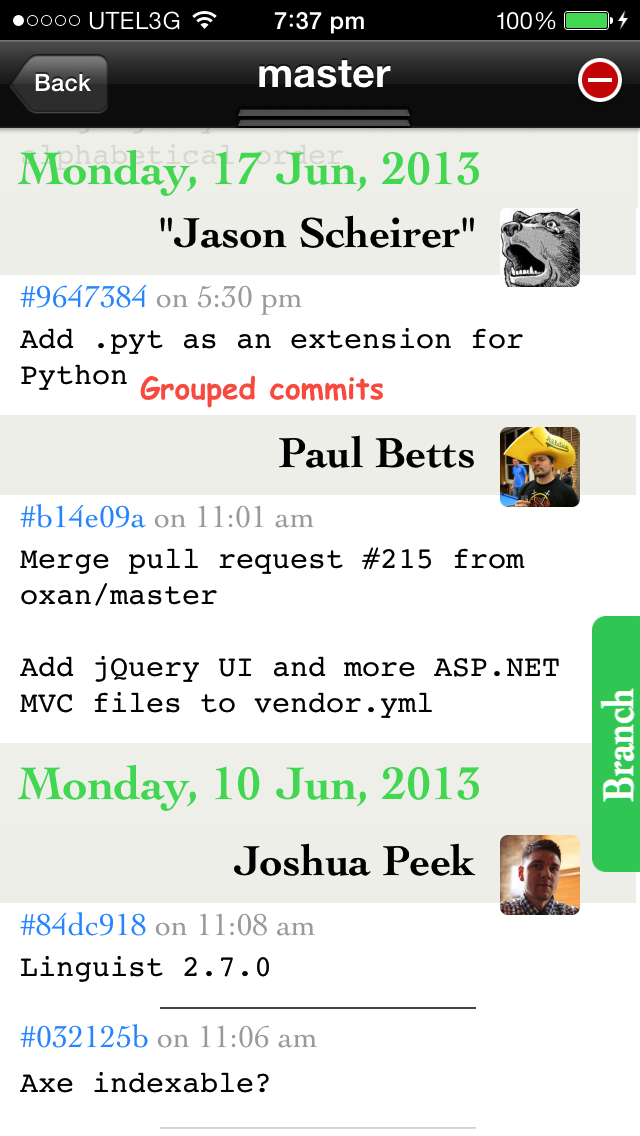 UTEL3G 7:37 pm 100%
Back master
alphabetical order
Monday, 17 Jun, 2013
"Jason Scheirer"
#9647384 on 5:30 pm
Add .pyt as an extension for
Python
Grouped commits
Paul Betts
#b14e09a on 11:01 am
Merge pull request #215 from
oxan/master
Add jQuery UI and more ASP.NET
MVC files to vendor.yml
Branch
Monday, 10 Jun, 2013
Joshua Peek
#84dc918 on 11:08 am
Linguist 2.7.0
#032125b on 11:06 am
Axe indexable?